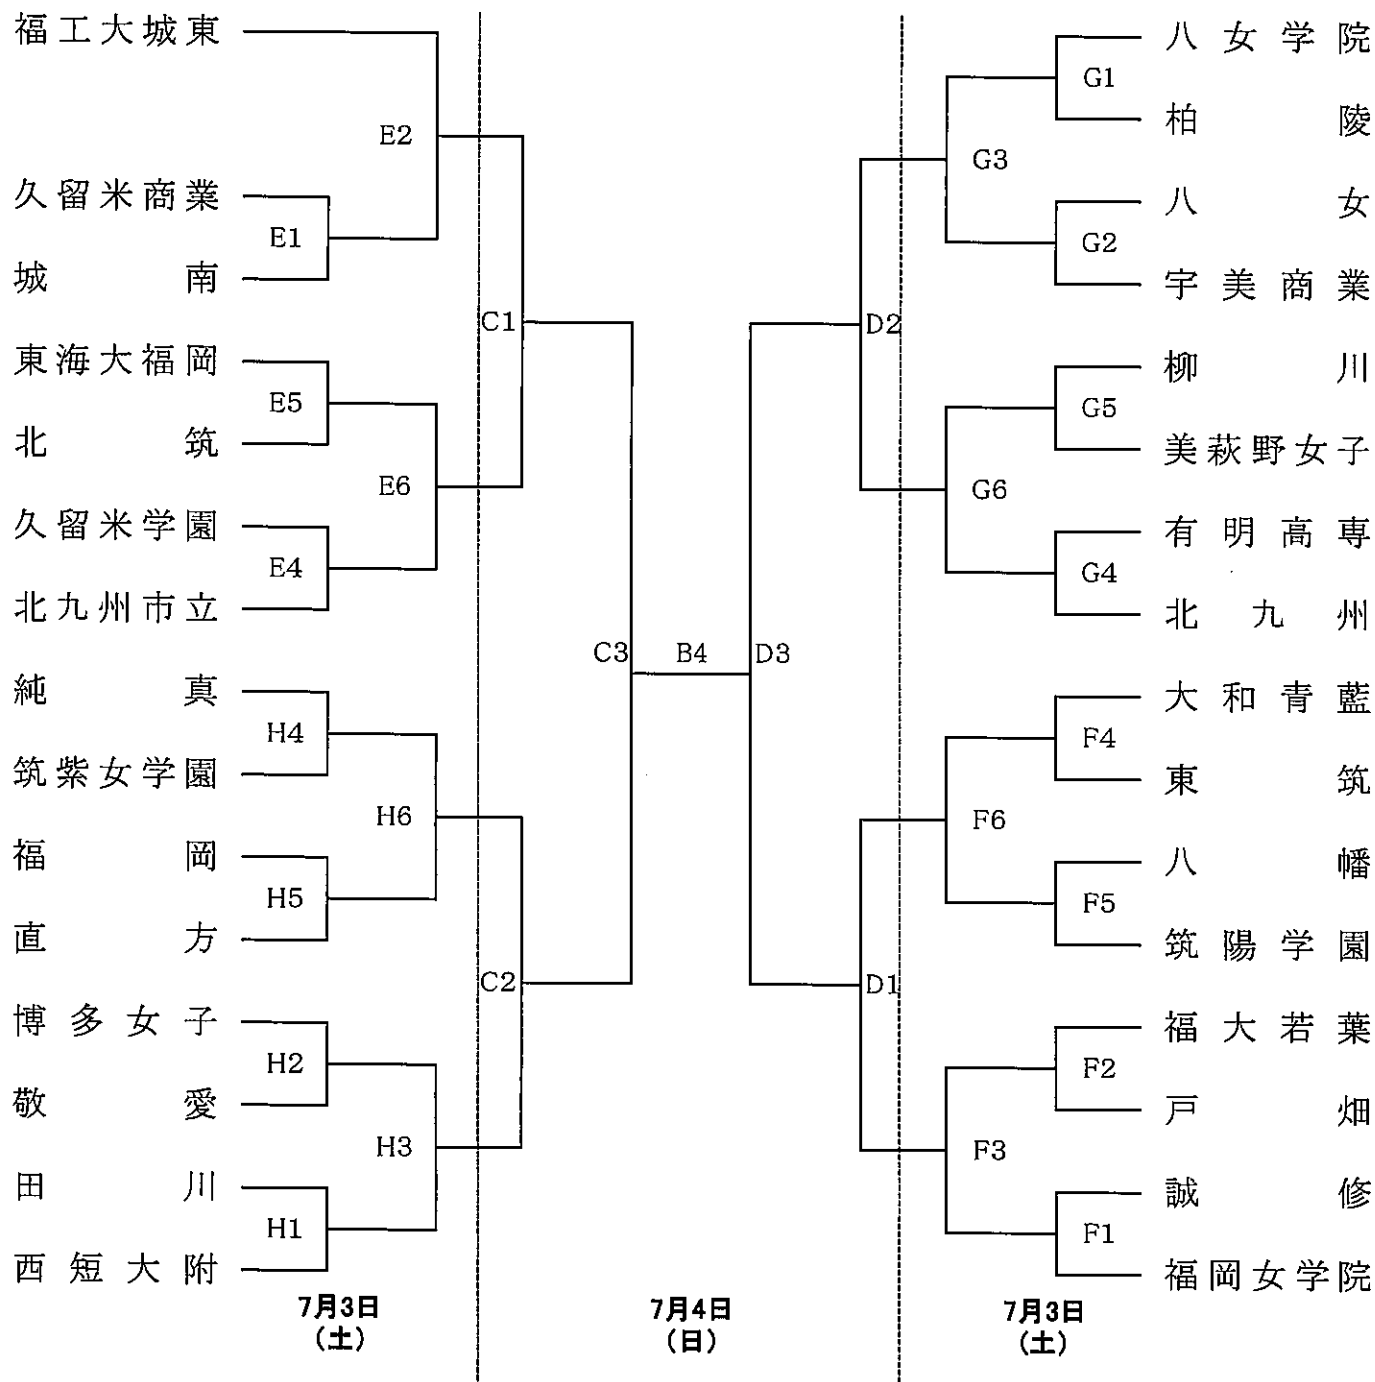 福工大城東
久留米商業
城南
東海大福岡
北筑
久留米学園
北九州市立
純真
筑紫女学園
福岡
直方
博多女子
敬愛
田川
西短大附
E2
E1
E5
E6
E4
H4
H6
H5
H2
H3
H1
C1
C2
C3
B4
D3
D2
D1
G1
G3
G2
G5
G6
G4
F4
F6
F5
F2
F3
F1
八女学院
柏陵
八女
宇美商業
柳川
美萩野女子
有明高専
北九州
大和青藍
東筑
八幡
筑陽学園
福大若葉
戸畑
誠修
福岡女学院
7月3日
(土)
7月4日
(日)
7月3日
(土)